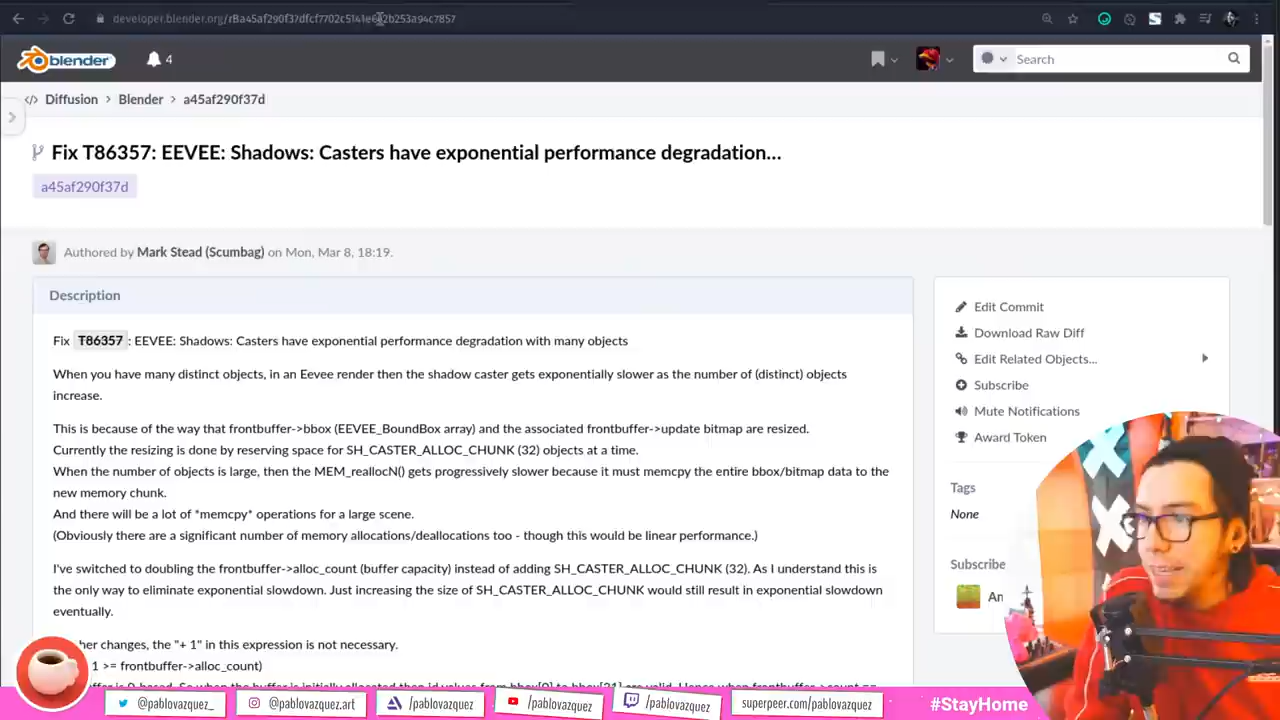 developer.blender.org/rBa45af290f37dfcf7702c5141e6
2b253a94c7857
blender
4
Search
Diffusion > Blender > a45af290f37d
Fix T86357: EEVEE: Shadows: Casters have exponential performance degradation...
a45af290f37d
Authored by Mark Stead (Scumbag) on Mon, Mar 8, 18:19.
Description
Fix T86357 : EEVEE: Shadows: Casters have exponential performance degradation with many objects
When you have many distinct objects, in an Eevee render then the shadow caster gets exponentially slower as the number of (distinct) objects
increase.
This is because of the way that frontbuffer->bbox (EEVEE_BoundBox array) and the associated frontbuffer->update bitmap are resized.
Currently the resizing is done by reserving space for SH_CASTER_ALLOC_CHUNK (32) objects at a time.
When the number of objects is large, then the MEM_reallocN() gets progressively slower because it must memcpy the entire bbox/bitmap data to the
new memory chunk.
And there will be a lot of *memcpy* operations for a large scene.
(Obviously there are a significant number of memory allocations/deallocations too - though this would be linear performance.)
I've switched to doubling the frontbuffer->alloc_count (buffer capacity) instead of adding SH_CASTER_ALLOC_CHUNK (32). As I understand this is
the only way to eliminate exponential slowdown. Just increasing the size of SH_CASTER_ALLOC_CHUNK would still result in exponential slowdown
eventually.
her changes, the "+ 1" in this expression is not necessary.
1 >= frontbuffer->alloc_count)
Edit Commit
Download Raw Diff
Edit Related Objects...
Subscribe
Mute Notifications
Award Token
Tags
None
Subscribe
@pablovazquez_
@pablovazquez.art
/pablovazquez
/pablovazquez
/pablovazquez
superpeer.com/pablovazquez
#StayHome